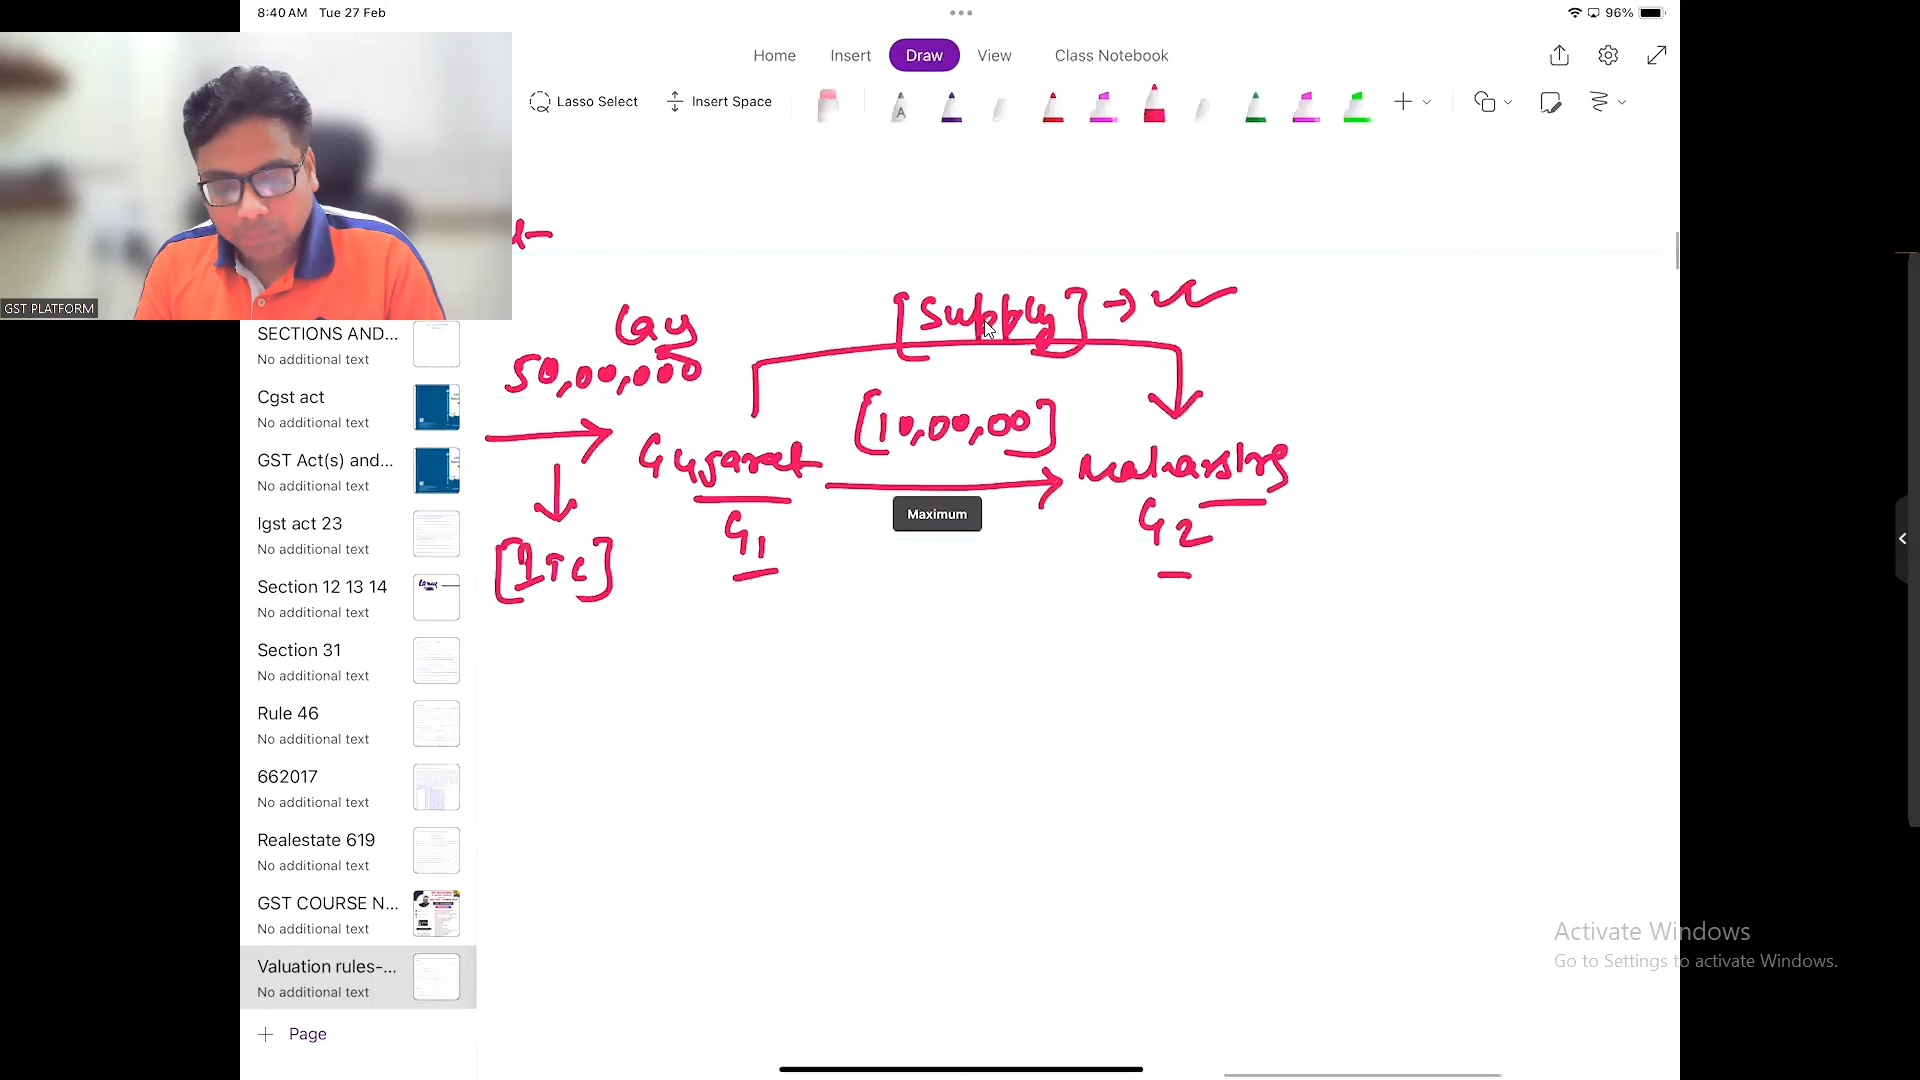 8:40 AM Tue 27 Feb
96%
Home Insert Draw View Class Notebook
Lasso Select Insert Space
A
GST PLATFORM
SECTIONS AND...
No additional text
Cgst act
No additional text
GST Act(s) and...
No additional text
Igst act 23
No additional text
Section 12 13 14
No additional text
Section 31
No additional text
Rule 46
No additional text
662017
No additional text
Realestate 619
No additional text
GST COURSE N...
No additional text
Valuation rules-...
No additional text
Page
[Supply] →
50,00,000
[10,00,00]
Gujarat
G1
[ITC]
G2
Maximum
Activate Windows
Go to Settings to activate Windows.